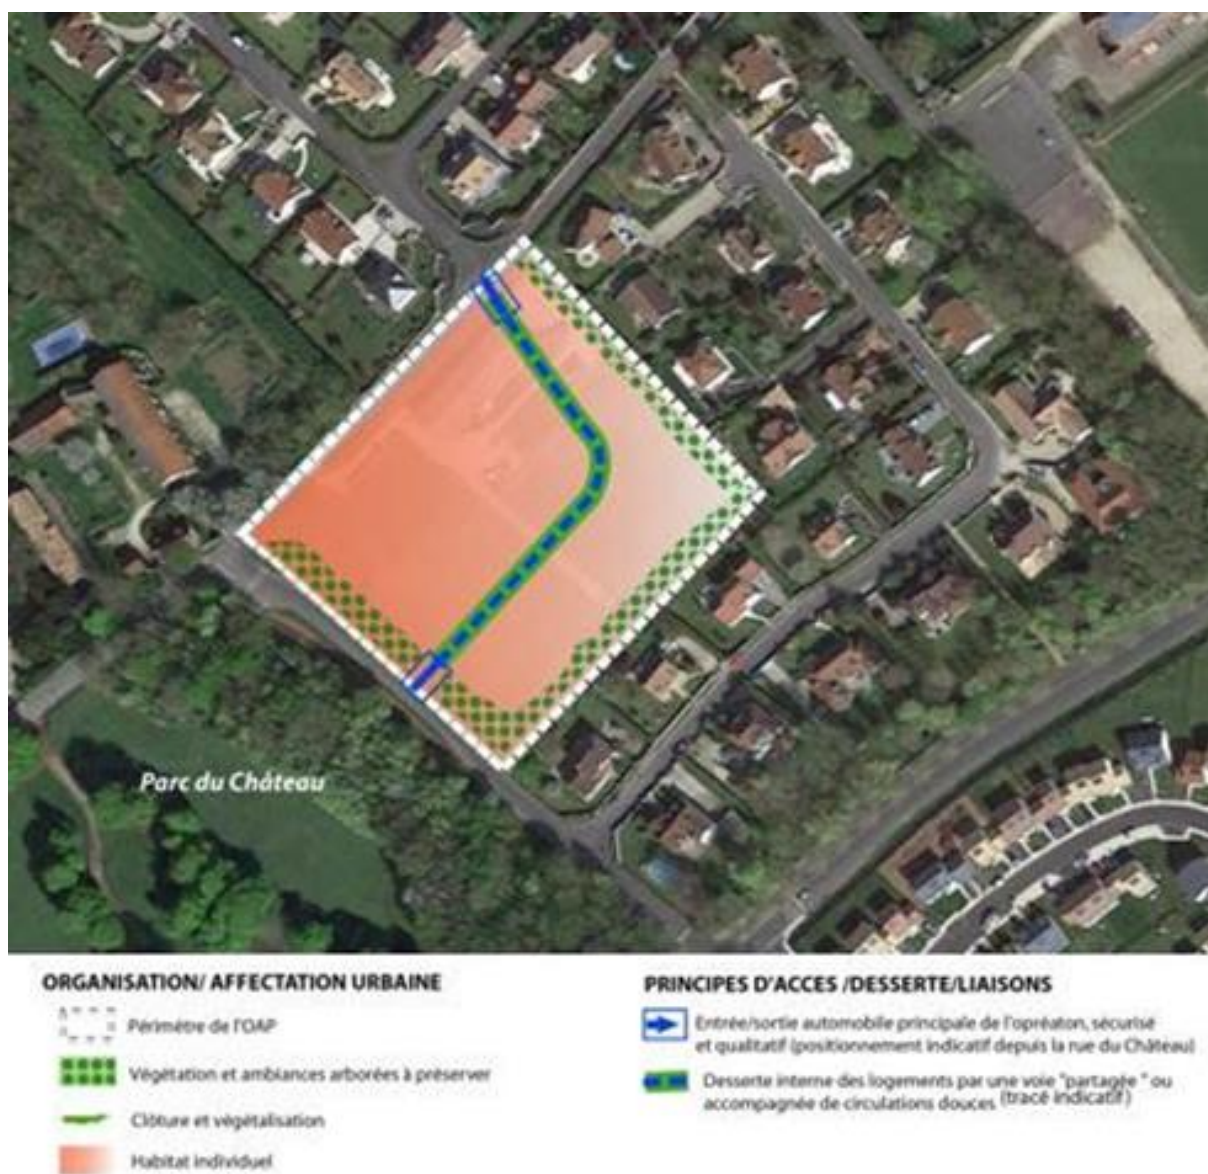 Parc du Château
ORGANISATION/ AFFECTATION URBAINE
Périmètre de l'OAP
Végétation et ambiances arborées à préserver
Clôture et végétalisation
Habitat individuel
PRINCIPES D'ACCES /DESSERTE/LIAISONS
Entrée/sortie automobile principale de l'opréaton, sécurisé
et qualitatif (positionnement indicatif depuis la rue du Château)
Desserte interne des logements par une voie "partagée " ou
accompagnée de circulations douces (tracé indicatif)